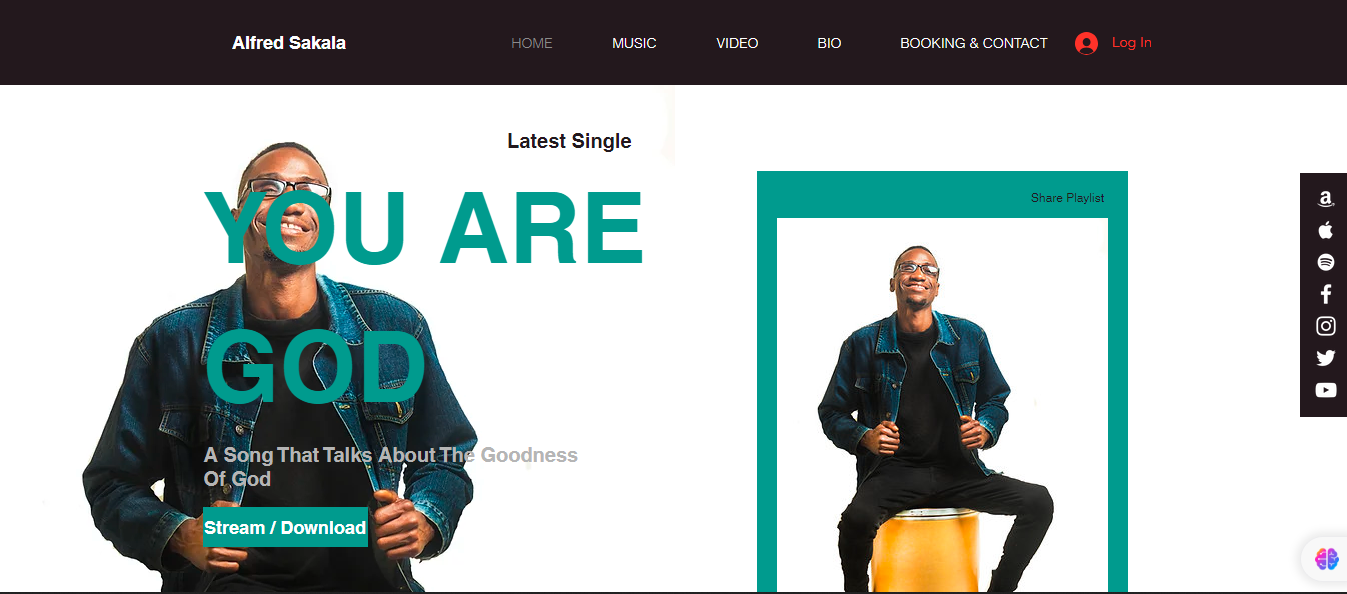 Alfred Sakala
HOME MUSIC VIDEO BIO BOOKING & CONTACT Log In
Latest Single
YOU ARE
GOD
A Song That Talks About The Goodness
Of God
Stream / Download
Share Playlist